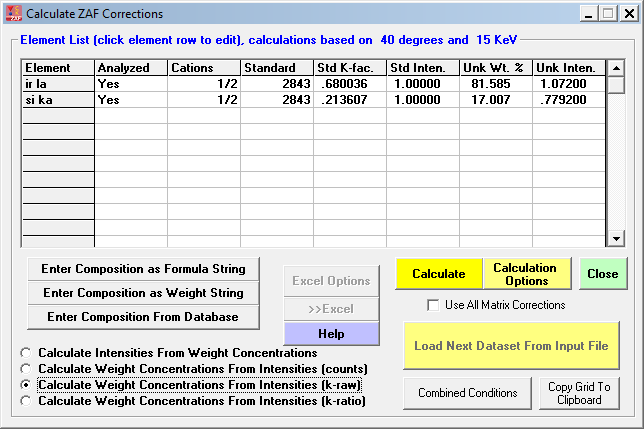 Calculate ZAF Corrections
Element List (click element row to edit), calculations based on 40 degrees and 15 KeV
Element Analyzed Cations Standard Std K-fac. Std Inten. Unk Wt. % Unk Inten.
ir la Yes 1/2 2843 .680036 1.00000 81.585 1.07200
si ka Yes 1/2 2843 .213607 1.00000 17.007 .779200
Enter Composition as Formula String
Enter Composition as Weight String
Enter Composition From Database
Excel Options
>>Excel
Help
Calculate
Calculation
Options
Close
Use All Matrix Corrections
Load Next Dataset From Input File
Calculate Intensities From Weight Concentrations
Calculate Weight Concentrations From Intensities (counts)
Calculate Weight Concentrations From Intensities (k-raw)
Calculate Weight Concentrations From Intensities (k-ratio)
Combined Conditions
Copy Grid To
Clipboard